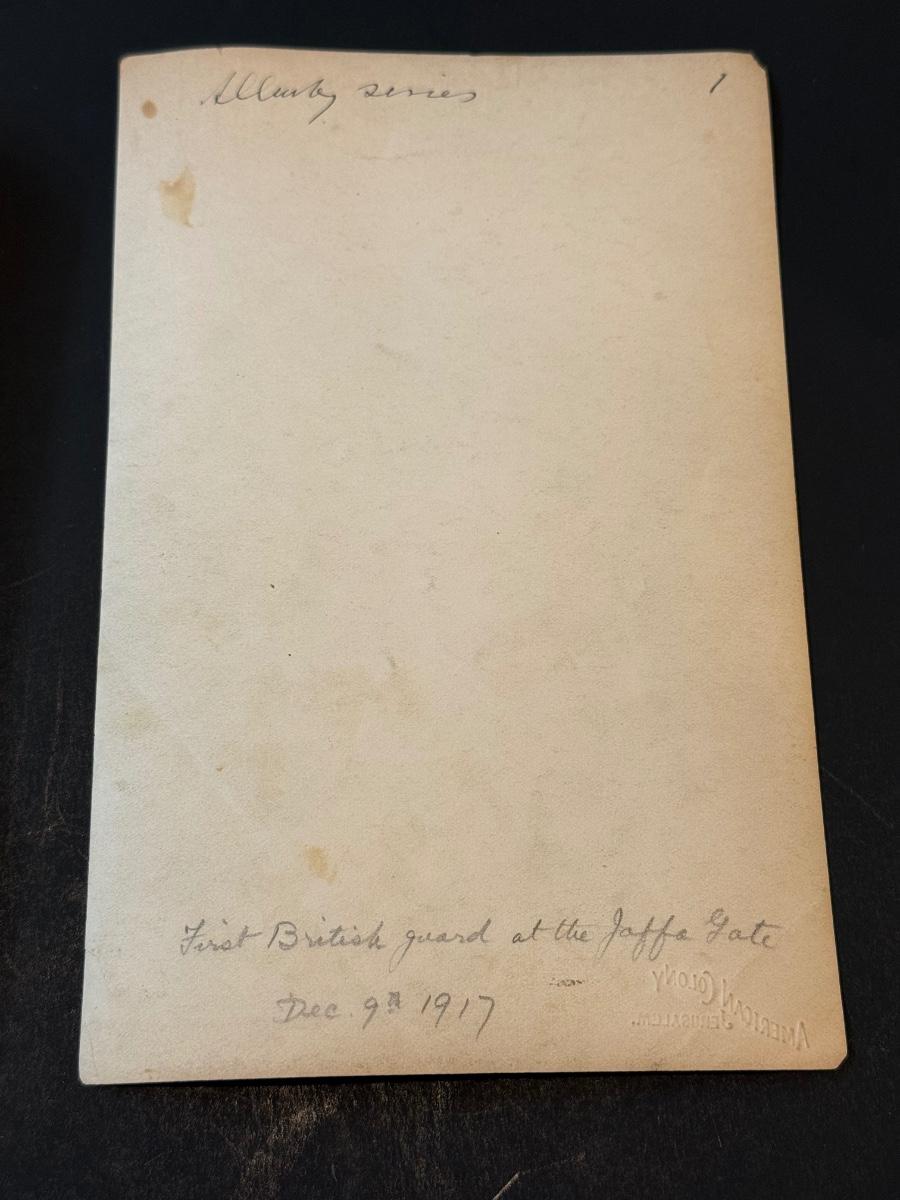 Allenby series 1
First British guard at the Jaffa Gate
Dec. 9th 1917
AMERICAN COLONY
JERUSALEM.